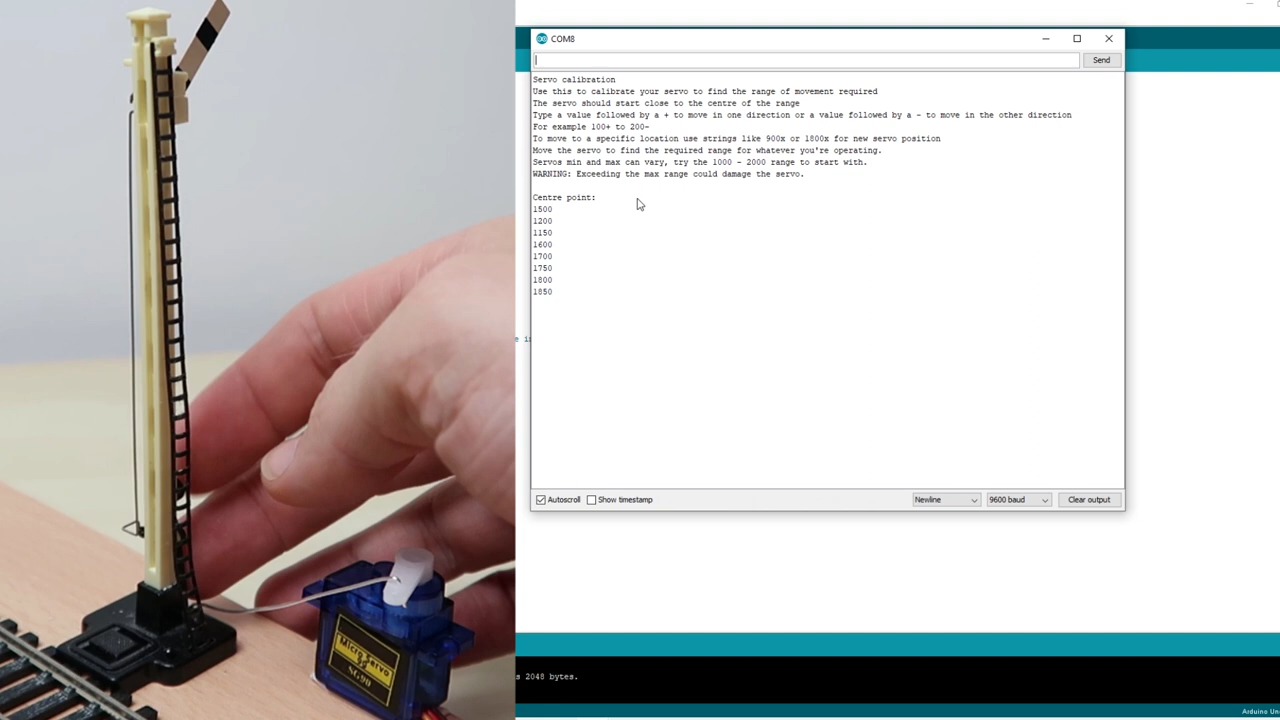 COM8
Send
Servo calibration
Use this to calibrate your servo to find the range of movement required
The servo should start close to the centre of the range
Type a value followed by a + to move in one direction or a value followed by a - to move in the other direction
For example 100+ to 200-
To move to a specific location use strings like 900x or 1800x for new servo position
Move the servo to find the required range for whatever you're operating.
Servos min and max can vary, try the 1000 - 2000 range to start with.
WARNING: Exceeding the max range could damage the servo.
Centre point:
1500
1200
1150
1600
1700
1750
1800
1850
Autoscroll
Show timestamp
Newline
9600 baud
Clear output
Micro Servo
SG90
s 2048 bytes.
Arduino Un